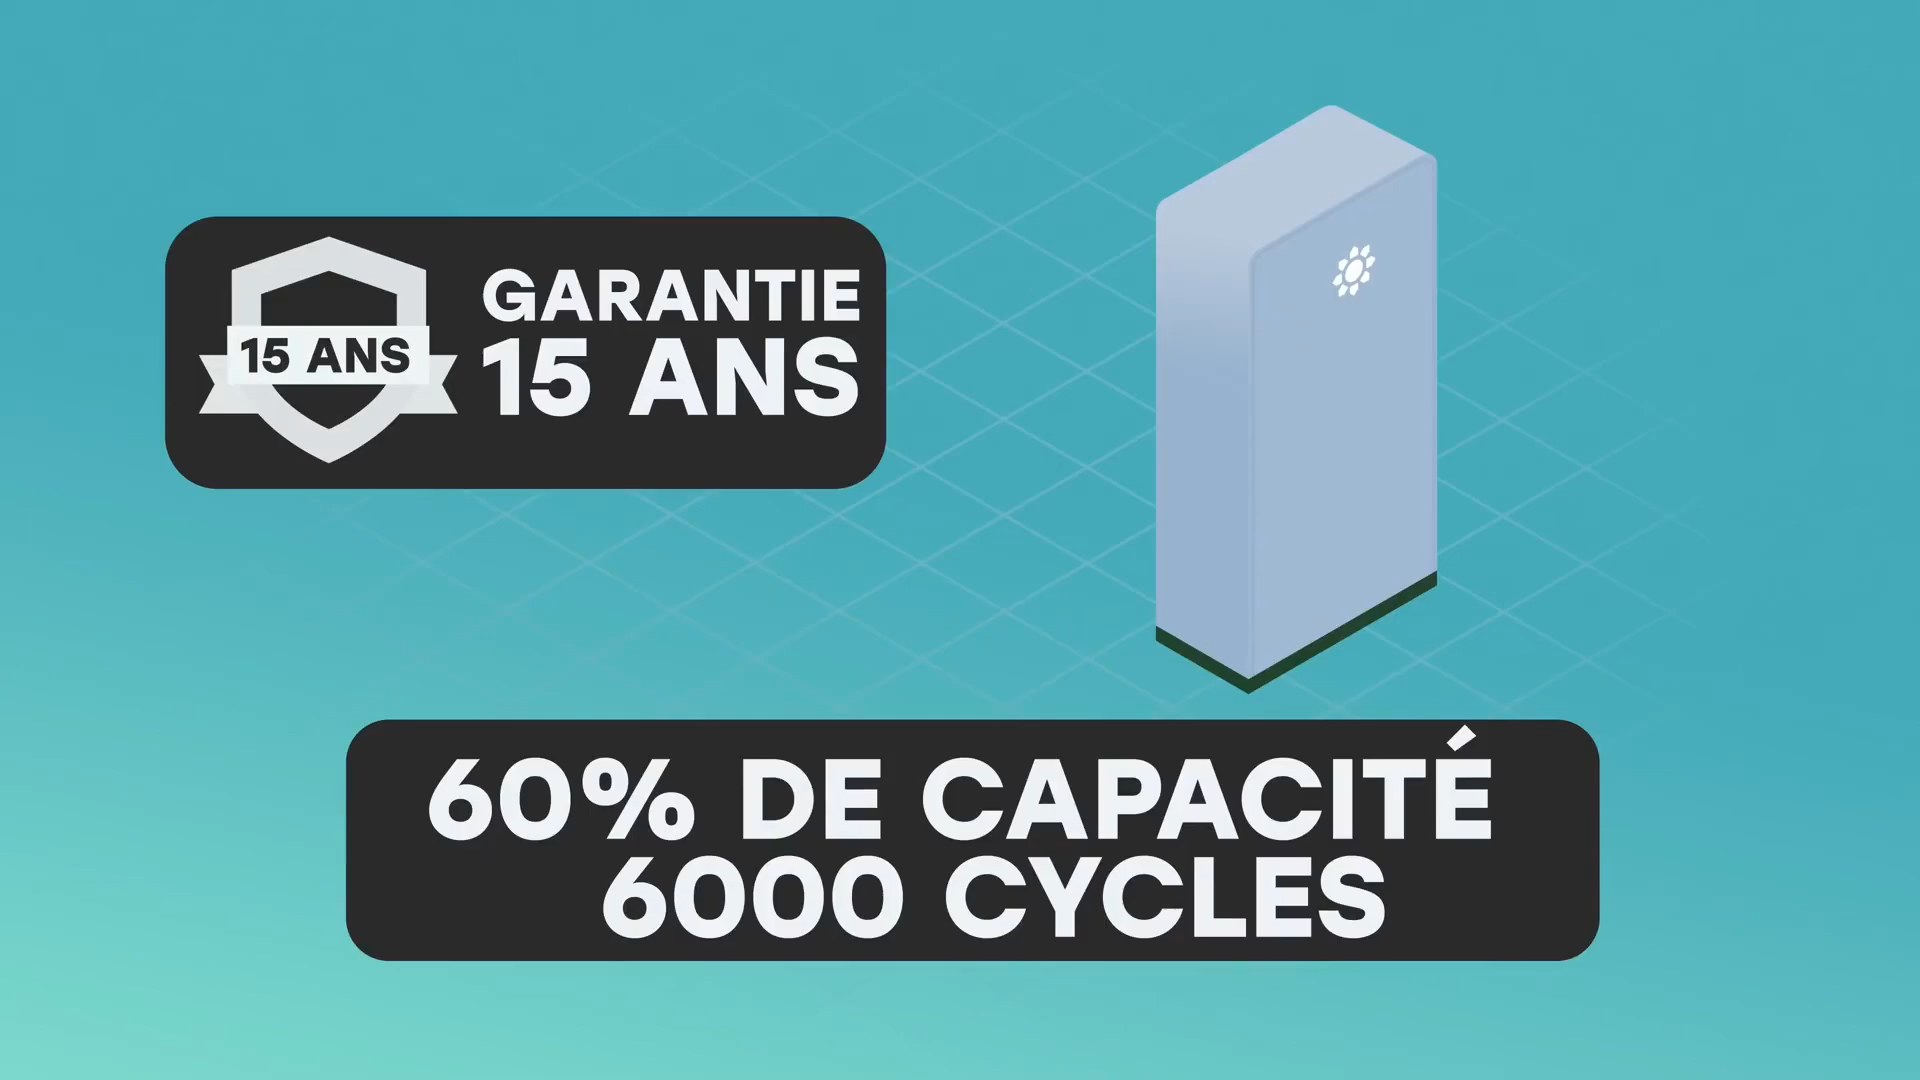 15 ANS
GARANTIE
15 ANS
60% DE CAPACITÉ
6000 CYCLES